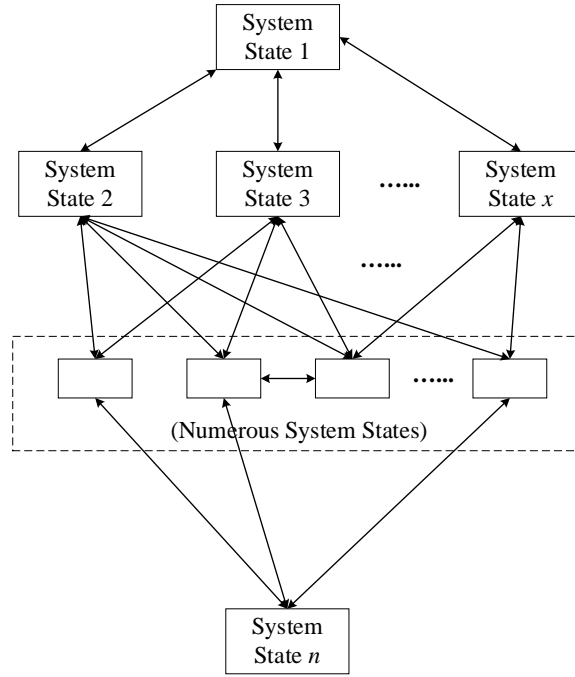 System
State 1
System
State 2
System
State 3
......
System
State x
......
......
(Numerous System States)
System
State n